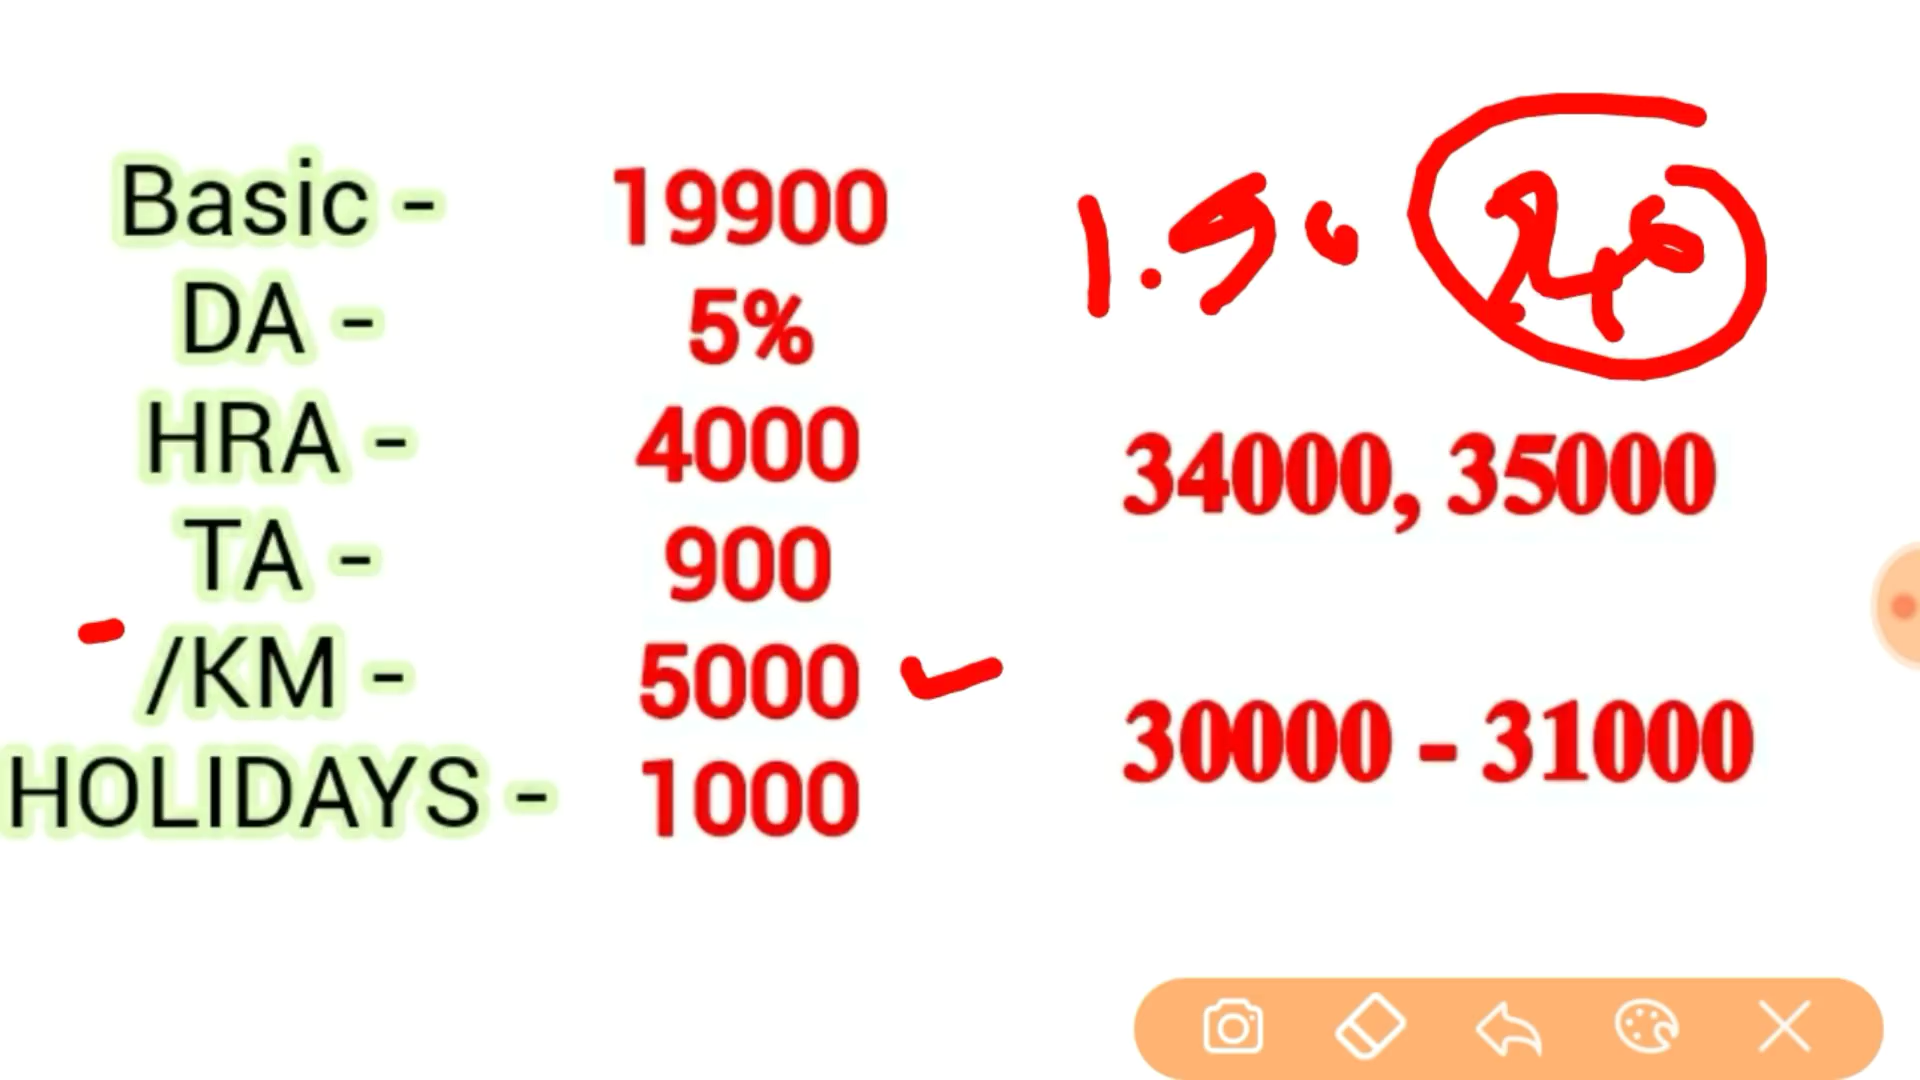 Basic - 19900
DA - 5%
HRA - 4000
TA - 900
/KM - 5000
HOLIDAYS - 1000
34000, 35000
30000 - 31000